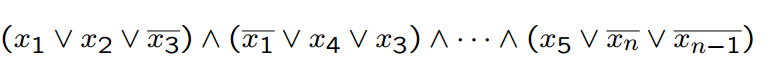 (x₁ ∨ x₂ ∨ x̅₃) ∧ (x̅₁ ∨ x₄ ∨ x₃) ∧ ⋯ ∧ (x₅ ∨ x̅ₙ ∨ x̅ₙ₋₁)